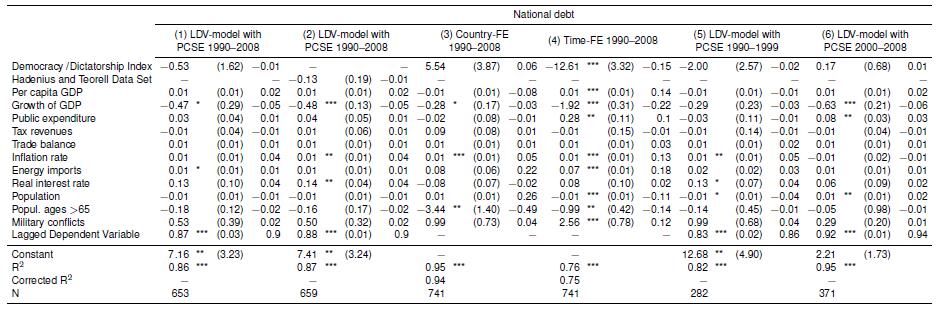 National debt
(1) LDV-model with PCSE 1990–2008 (2) LDV-model with PCSE 1990–2008 (3) Country-FE 1990–2008 (4) Time-FE 1990–2008 (5) LDV-model with PCSE 1990–1999 (6) LDV-model with PCSE 2000–2008
Democracy /Dictatorship Index −0.53 (1.62) −0.01 – – 5.54 (3.87) 0.06 −12.61 *** (3.32) −0.15 −2.00 (2.57) −0.02 0.17 (0.68) 0.01
Hadenius and Teorell Data Set – – −0.13 (0.19) −0.01 – – – – – – – –
Per capita GDP 0.01 (0.01) 0.02 0.01 (0.01) 0.02 −0.01 (0.01) −0.08 0.01 *** (0.01) 0.14 −0.01 (0.01) −0.01 0.01 (0.01) 0.02
Growth of GDP −0.47 * (0.29) −0.05 −0.48 *** (0.13) −0.05 −0.28 * (0.17) −0.03 −1.92 *** (0.31) −0.22 −0.29 (0.23) −0.03 −0.63 *** (0.21) −0.06
Public expenditure 0.03 (0.04) 0.01 0.04 (0.05) 0.01 −0.02 (0.08) −0.01 0.28 ** (0.11) 0.1 −0.03 (0.11) −0.01 0.08 ** (0.03) 0.03
Tax revenues −0.01 (0.04) −0.01 0.01 (0.06) 0.01 0.09 (0.08) 0.01 −0.01 (0.15) −0.01 −0.01 (0.14) −0.01 −0.01 (0.04) −0.01
Trade balance 0.01 (0.01) 0.01 0.01 (0.01) 0.01 0.01 (0.01) 0.01 0.01 (0.01) 0.03 0.01 (0.01) 0.02 0.01 (0.01) 0.01
Inflation rate 0.01 (0.01) 0.04 0.01 ** (0.01) 0.04 0.01 *** (0.01) 0.05 0.01 *** (0.01) 0.13 0.01 ** (0.01) 0.05 −0.01 (0.02) −0.01
Energy imports 0.01 * (0.01) 0.01 0.01 (0.01) 0.01 0.08 (0.06) 0.22 0.07 *** (0.01) 0.18 0.02 (0.02) 0.03 0.01 (0.01) 0.01
Real interest rate 0.13 (0.10) 0.04 0.14 ** (0.04) 0.04 −0.08 (0.07) −0.02 0.08 (0.10) 0.02 0.13 * (0.07) 0.04 0.06 (0.09) 0.02
Population −0.01 (0.01) −0.01 −0.01 (0.01) −0.01 0.01 (0.01) 0.26 −0.01 *** (0.01) −0.11 −0.01 * (0.01) −0.04 0.01 ** (0.01) 0.02
Popul. ages >65 −0.18 (0.12) −0.02 −0.16 (0.17) −0.02 −3.44 ** (1.40) −0.49 −0.99 ** (0.42) −0.14 −0.14 (0.45) −0.01 −0.05 (0.98) −0.01
Military conflicts 0.53 (0.39) 0.02 0.50 (0.32) 0.02 0.99 (0.73) 0.04 2.56 *** (0.78) 0.12 0.99 (0.68) 0.04 0.29 (0.20) 0.01
Lagged Dependent Variable 0.87 *** (0.03) 0.9 0.88 *** (0.01) 0.9 – – – – 0.83 *** (0.02) 0.86 0.92 *** (0.01) 0.94
Constant 7.16 ** (3.23) 7.41 ** (3.24) – – 12.68 ** (4.90) 2.21 (1.73)
R² 0.86 *** 0.87 *** 0.95 *** 0.76 *** 0.82 *** 0.95 ***
Corrected R² – – 0.94 0.75 – –
N 653 659 741 741 282 371